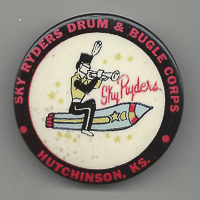 SKY RYDERS DRUM & BUGLE CORPS
Sky Ryders
HUTCHINSON, KS.